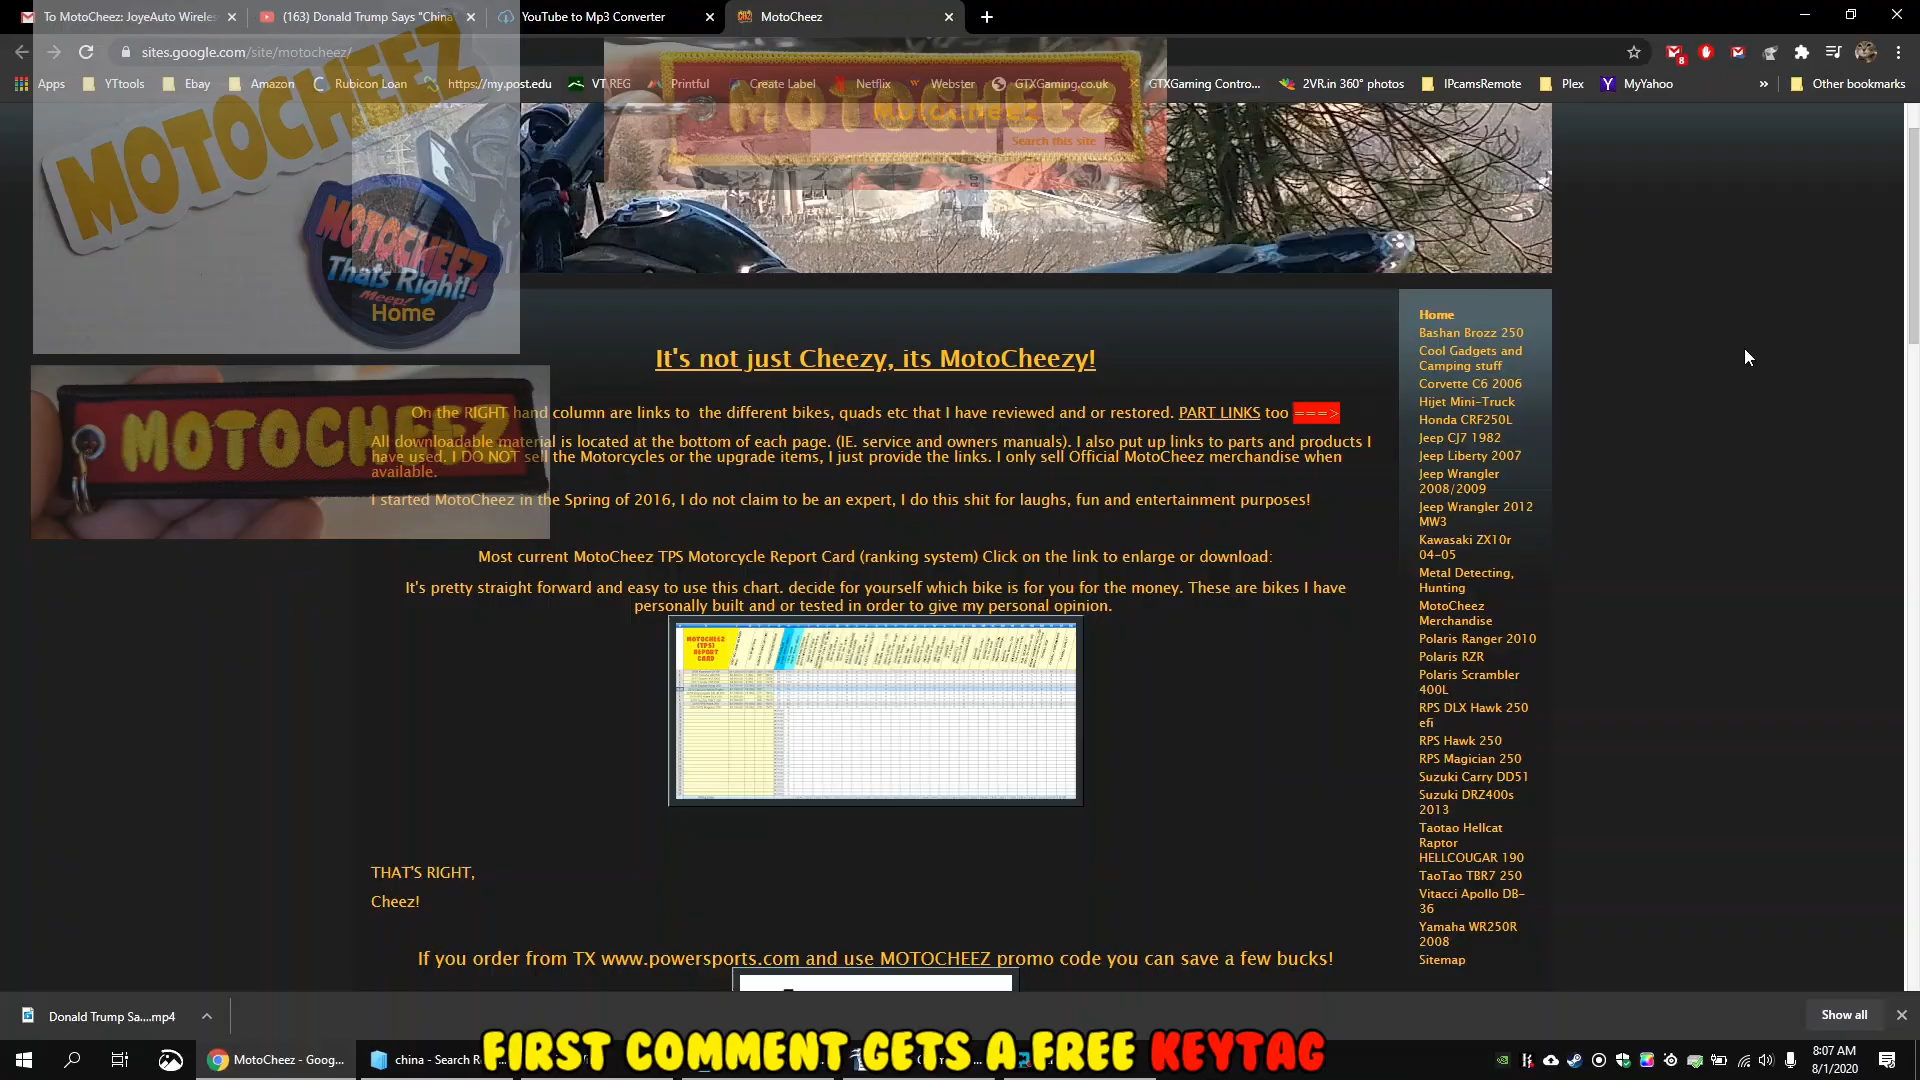 To MotoCheez: JoyeAuto Wireles
(163) Donald Trump Says "China
YouTube to Mp3 Converter
MotoCheez
sites.google.com/site/motocheez/
8
Apps
YTtools
Ebay
Amazon
Rubicon Loan
https://my.post.edu
VT REG
Printful
Create Label
Netflix
Webster
GTXGaming.co.uk
GTXGaming Contro...
2VR.in 360° photos
IPcamsRemote
Plex
MyYahoo
»
Other bookmarks
MOTOCHEEZ
MOTOCHEEZ
Thats Right!
Meep!
MOTOCHEEZ
MotoCheeZ
Search this site
MOTOCHEEZ
Home
It's not just Cheezy, its MotoCheezy!
On the RIGHT hand column are links to the different bikes, quads etc that I have reviewed and or restored. PART LINKS too ===>
All downloadable material is located at the bottom of each page. (IE. service and owners manuals). I also put up links to parts and products I
have used. I DO NOT sell the Motorcycles or the upgrade items, I just provide the links. I only sell Official MotoCheez merchandise when
available.
I started MotoCheez in the Spring of 2016, I do not claim to be an expert, I do this shit for laughs, fun and entertainment purposes!
Most current MotoCheez TPS Motorcycle Report Card (ranking system) Click on the link to enlarge or download:
It's pretty straight forward and easy to use this chart. decide for yourself which bike is for you for the money. These are bikes I have
personally built and or tested in order to give my personal opinion.
MOTOCHEEZ
(TPS)
REPORT
CARD
THAT'S RIGHT,
Cheez!
If you order from TX www.powersports.com and use MOTOCHEEZ promo code you can save a few bucks!
Home
Bashan Brozz 250
Cool Gadgets and
Camping stuff
Corvette C6 2006
Hijet Mini-Truck
Honda CRF250L
Jeep CJ7 1982
Jeep Liberty 2007
Jeep Wrangler
2008/2009
Jeep Wrangler 2012
MW3
Kawasaki ZX10r
04-05
Metal Detecting,
Hunting
MotoCheez
Merchandise
Polaris Ranger 2010
Polaris RZR
Polaris Scrambler
400L
RPS DLX Hawk 250
efi
RPS Hawk 250
RPS Magician 250
Suzuki Carry DD51
Suzuki DRZ400s
2013
Taotao Hellcat
Raptor
HELLCOUGAR 190
TaoTao TBR7 250
Vitacci Apollo DB-
36
Yamaha WR250R
2008
Sitemap
Donald Trump Sa....mp4
Show all
MotoCheez - Goog...
china - Search R
FIRST COMMENT GETS A FREE KEYTAG
8:07 AM
8/1/2020